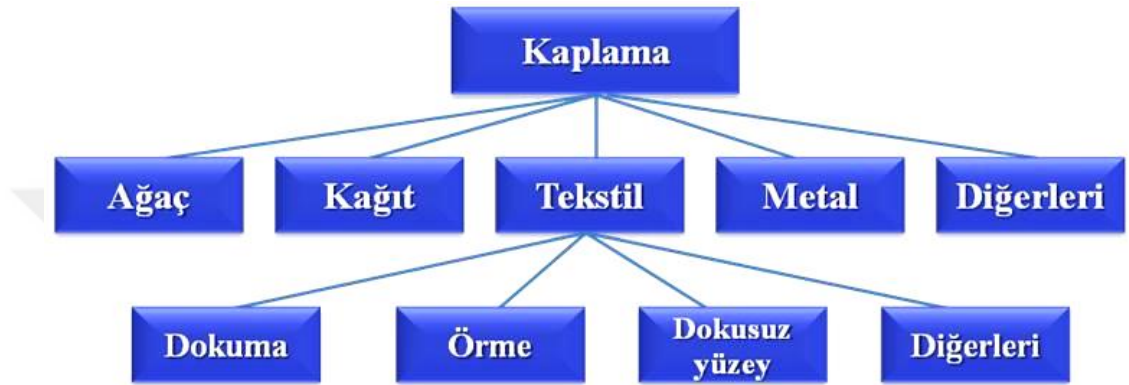 Kaplama
Ağaç
Kağıt
Tekstil
Metal
Diğerleri
Dokuma
Örme
Dokusuz
yüzey
Diğerleri